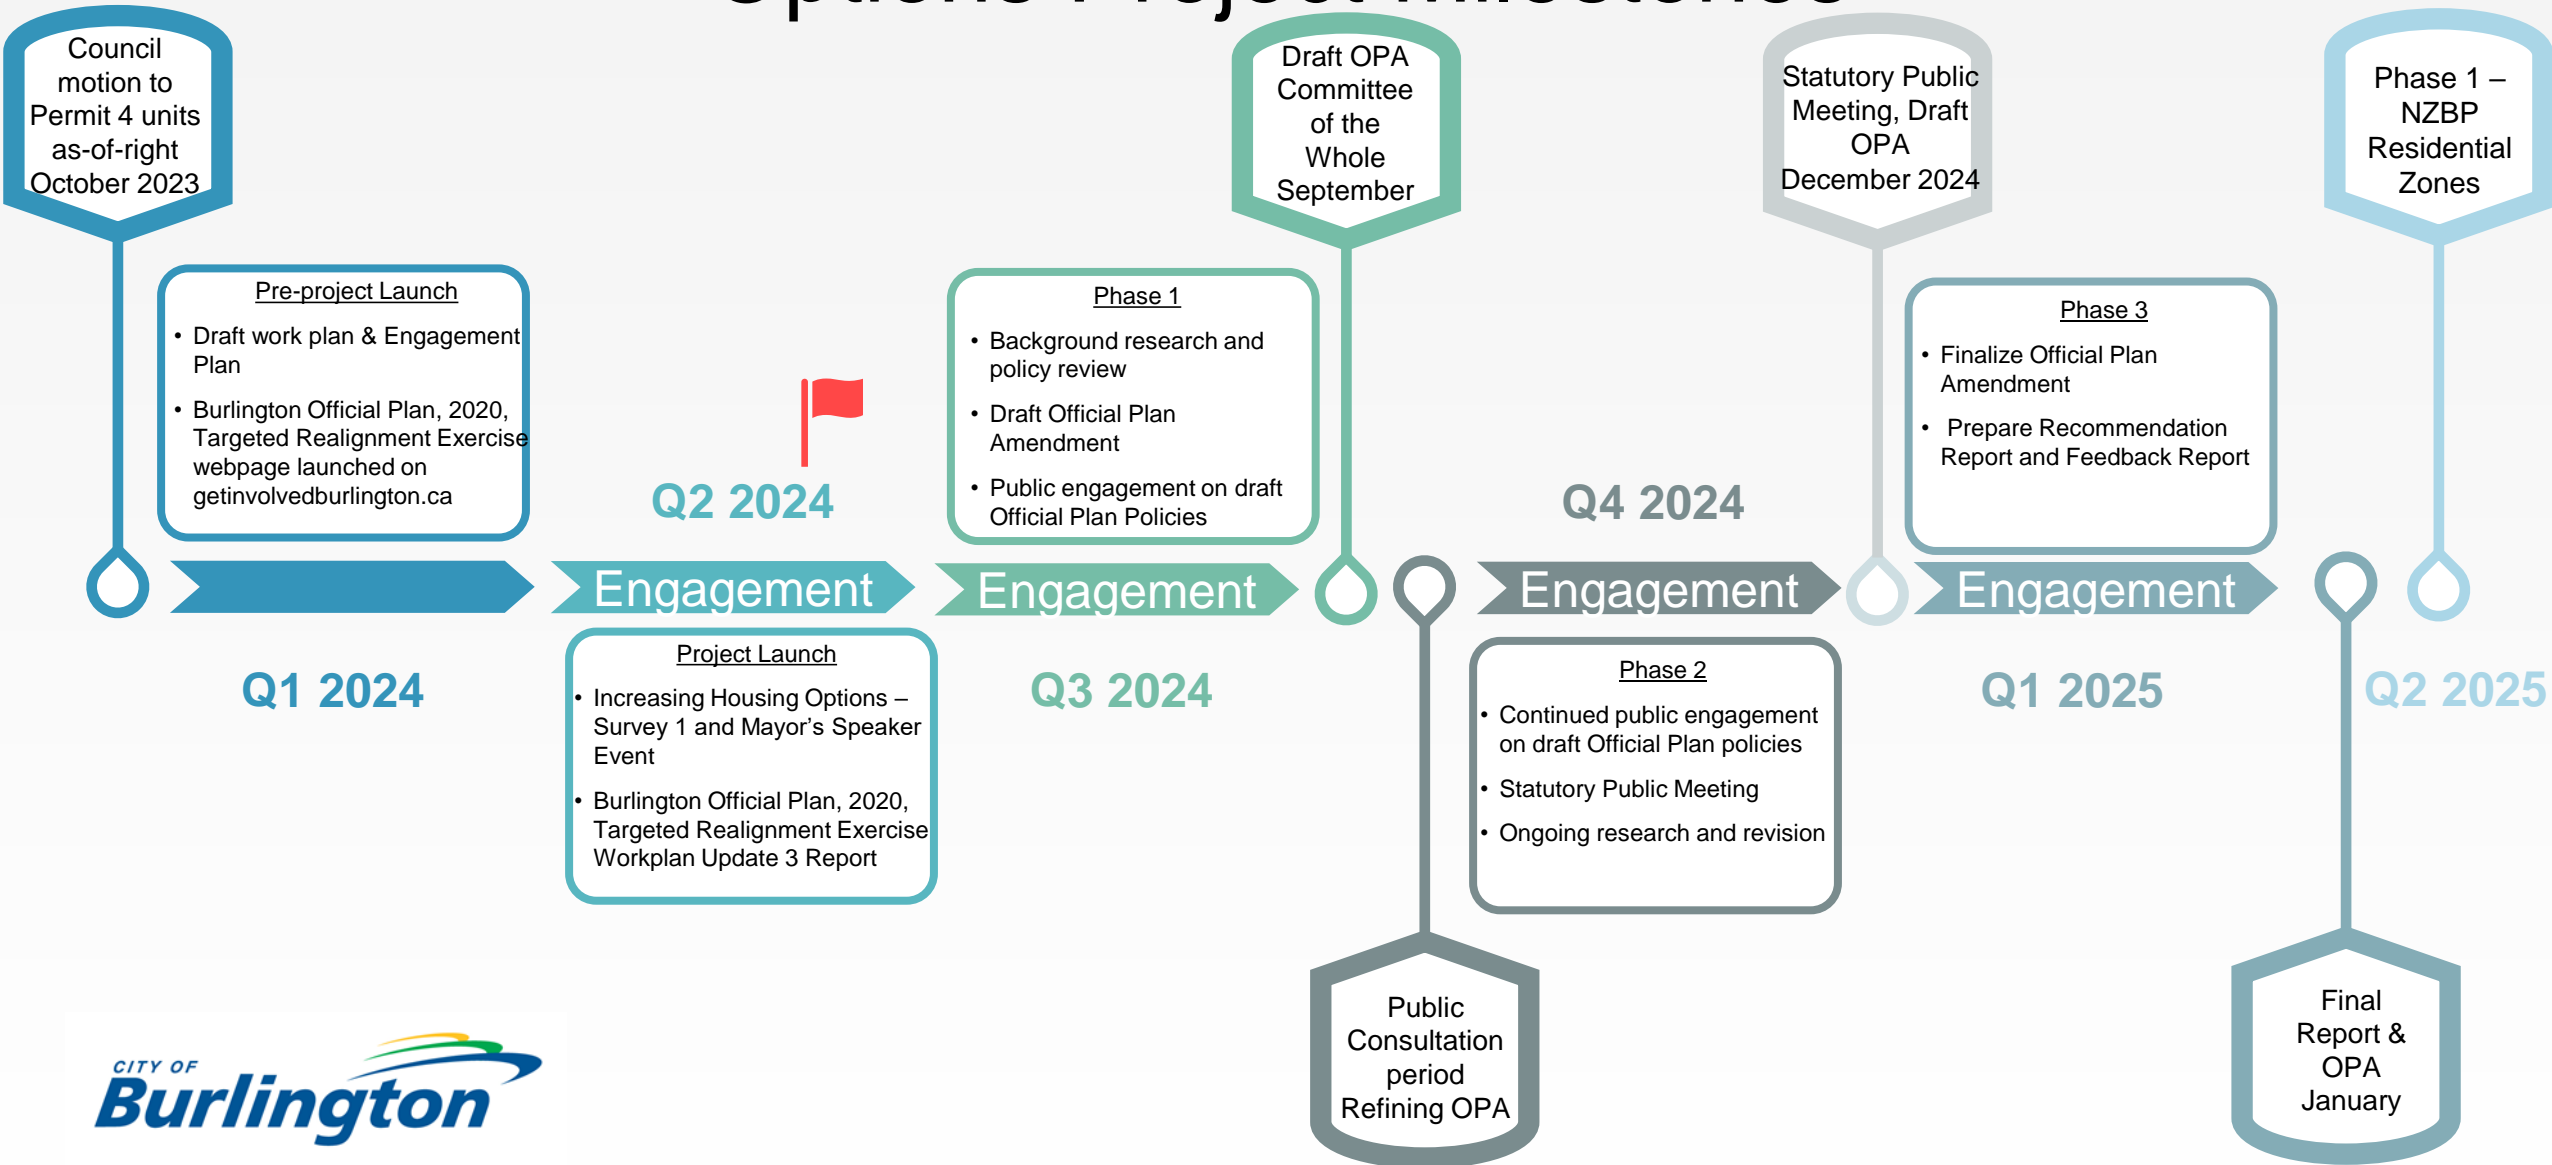 Options Project Milestones
Council
motion to
Permit 4 units
as-of-right
October 2023
Draft OPA
Committee
of the
Whole
September
Statutory Public
Meeting, Draft
OPA
December 2024
Phase 1 –
NZBP
Residential
Zones
Pre-project Launch
• Draft work plan & Engagement
Plan
• Burlington Official Plan, 2020,
Targeted Realignment Exercise
webpage launched on
getinvolvedburlington.ca
Q2 2024
Phase 1
• Background research and
policy review
• Draft Official Plan
Amendment
• Public engagement on draft
Official Plan Policies
Q4 2024
Phase 3
• Finalize Official Plan
Amendment
• Prepare Recommendation
Report and Feedback Report
Engagement
Engagement
Engagement
Engagement
Q1 2024
Project Launch
• Increasing Housing Options –
Survey 1 and Mayor’s Speaker
Event
• Burlington Official Plan, 2020,
Targeted Realignment Exercise
Workplan Update 3 Report
Q3 2024
Phase 2
• Continued public engagement
on draft Official Plan policies
• Statutory Public Meeting
• Ongoing research and revision
Q1 2025
Q2 2025
Public
Consultation
period
Refining OPA
Final
Report &
OPA
January
CITY OF
Burlington